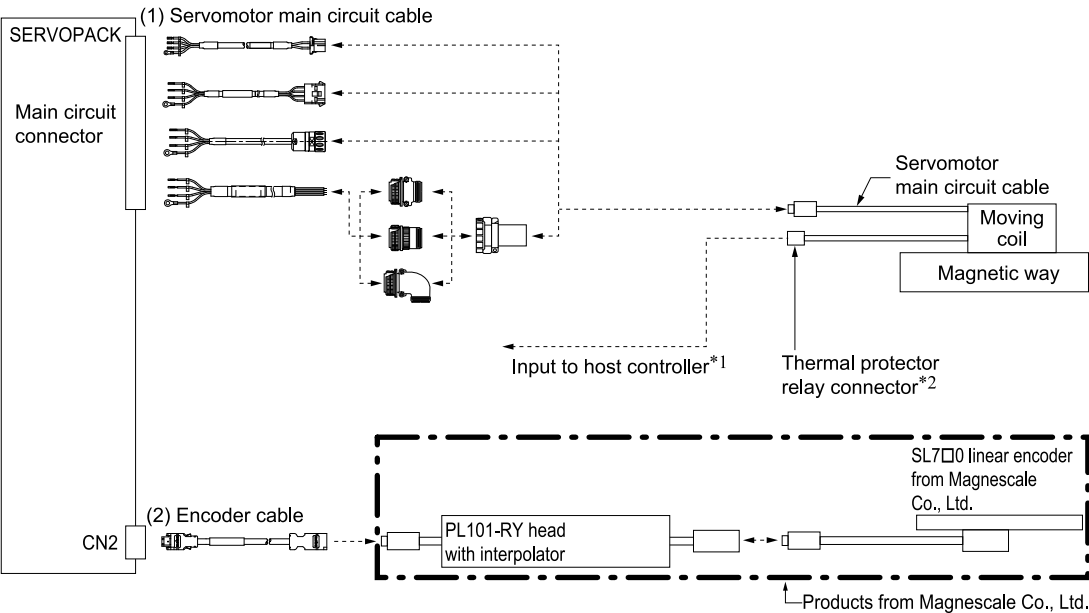 (1) Servomotor main circuit cable
SERVOPACK
Main circuit
connector
Servomotor
main circuit cable
Moving
coil
Magnetic way
Input to host controller*1
Thermal protector
relay connector*2
SL7□0 linear encoder
from Magnescale
Co., Ltd.
(2) Encoder cable
CN2
PL101-RY head
with interpolator
Products from Magnescale Co., Ltd.